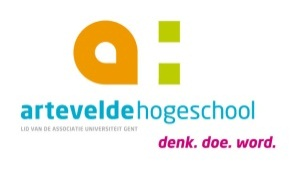 a:
arteveldehogeschool
LID VAN DE ASSOCIATIE UNIVERSITEIT GENT
denk. doe. word.